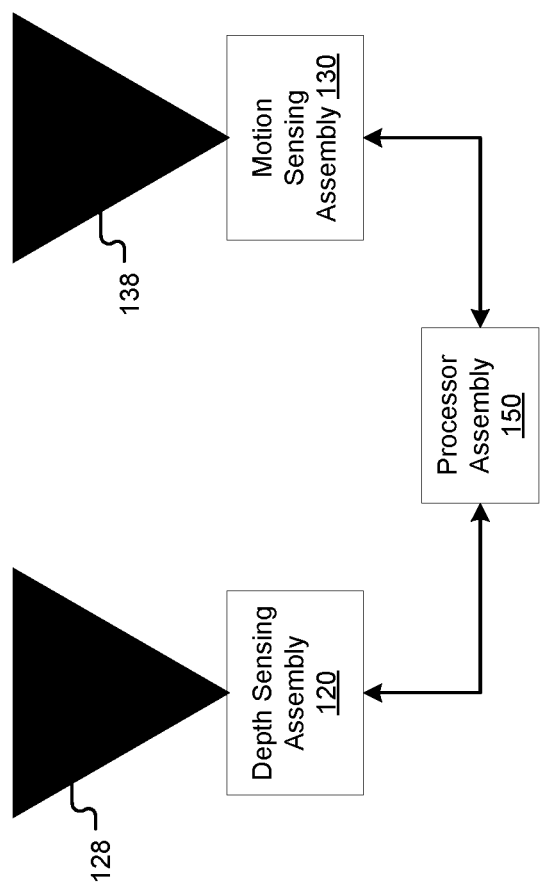 128
138
Depth Sensing
Assembly
120
Motion
Sensing
Assembly 130
Processor
Assembly
150